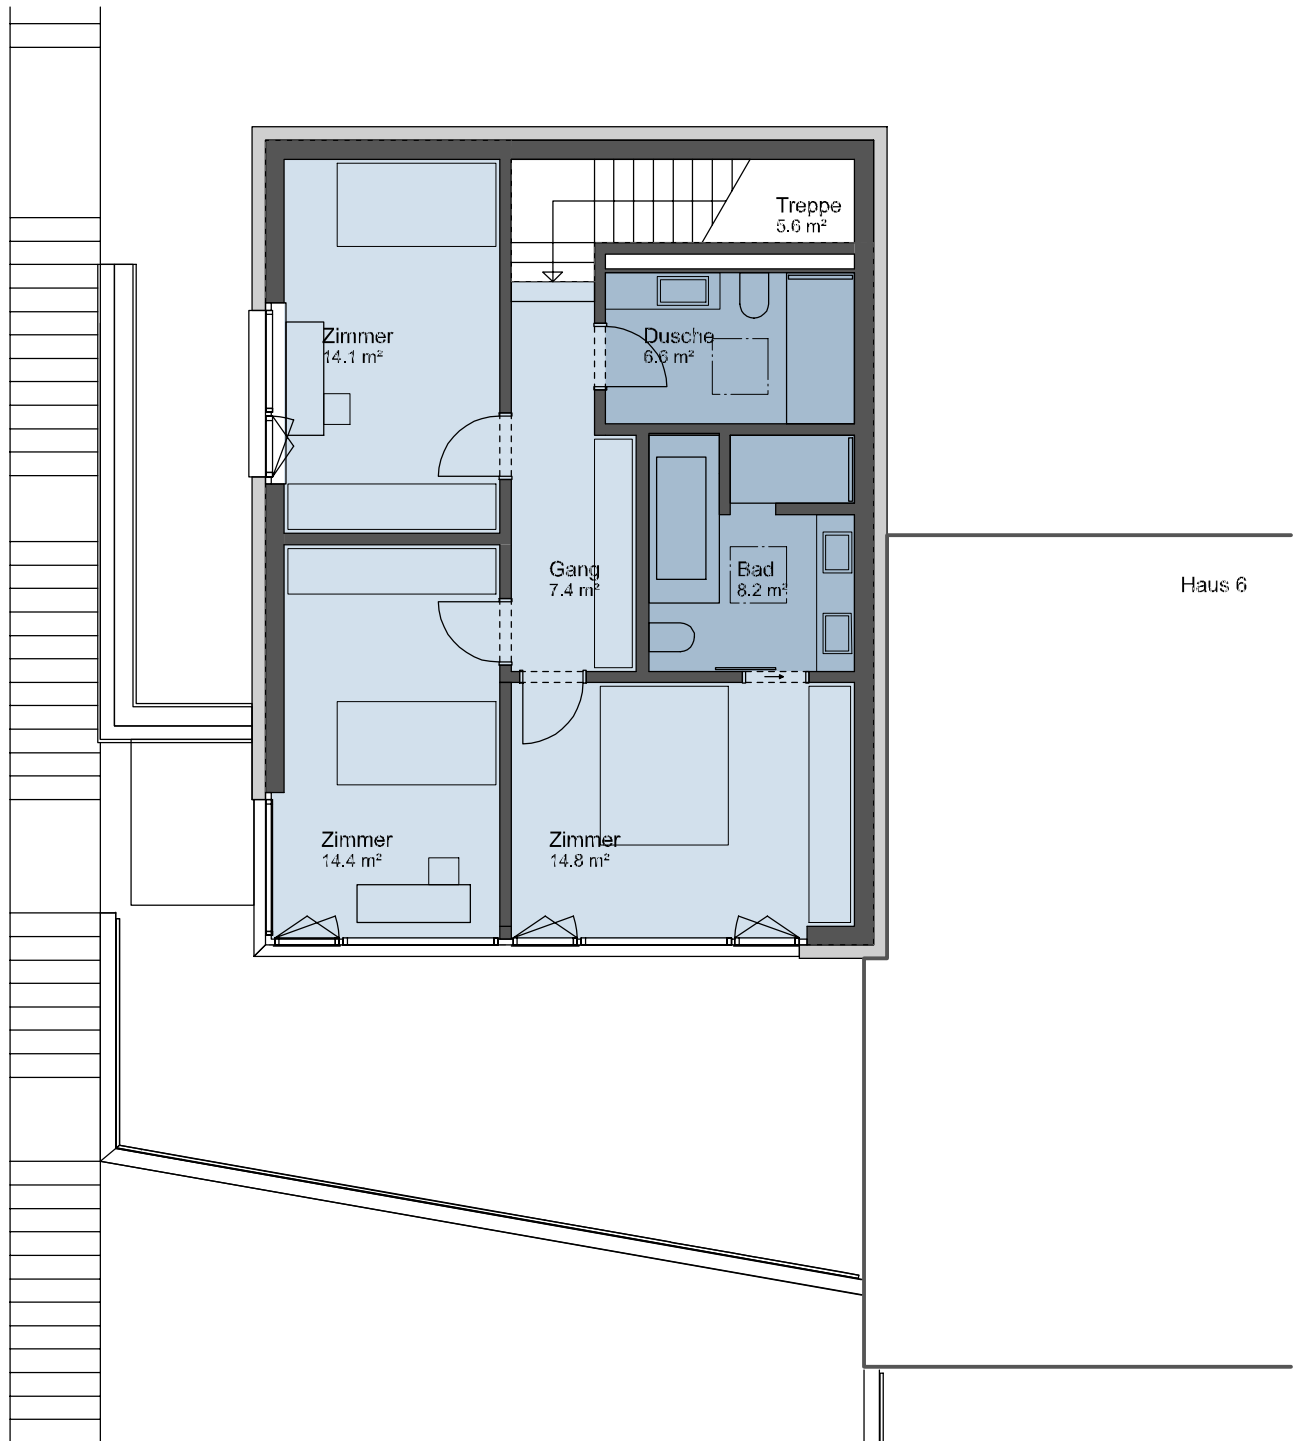 Treppe
5.6 m²
Zimmer
14.1 m²
Dusche
6.6 m²
Gang
7.4 m²
Bad
8.2 m²
Haus 6
Zimmer
14.4 m²
Zimmer
14.8 m²